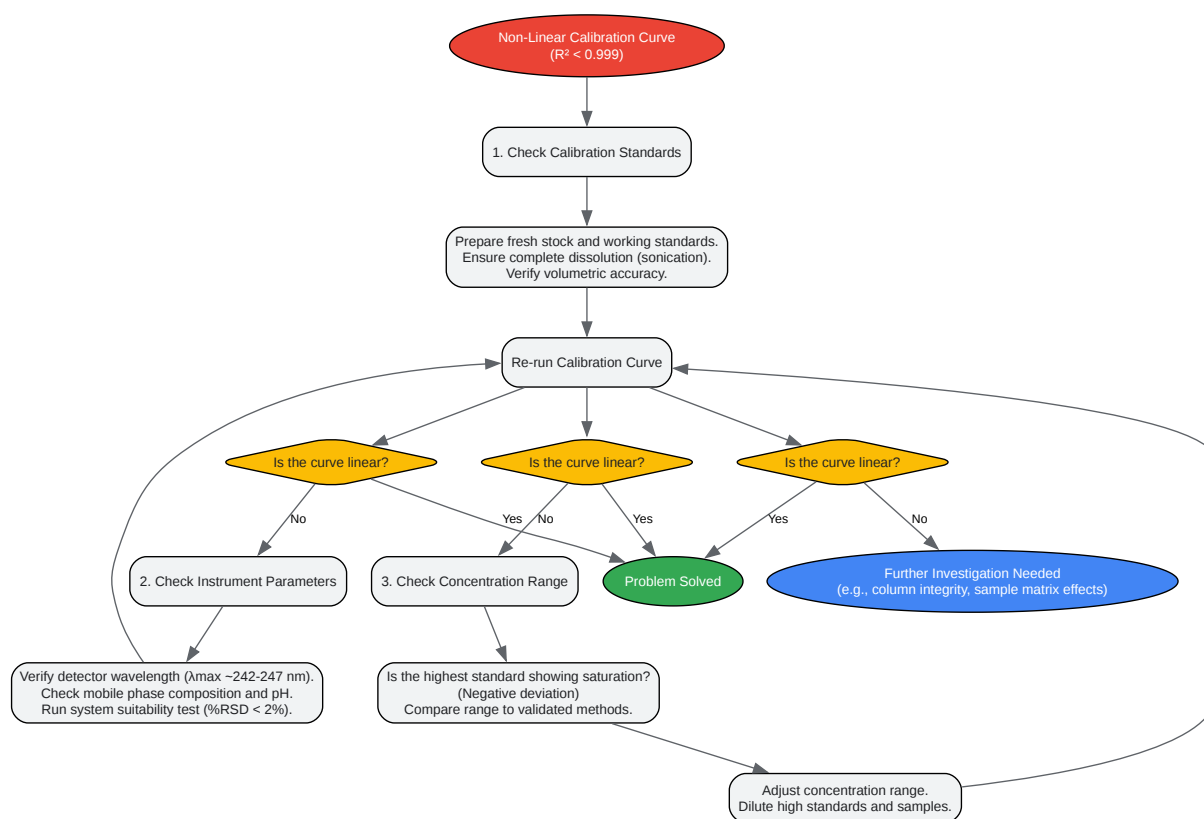 Non-Linear Calibration Curve
(R² < 0.999)
1. Check Calibration Standards
Prepare fresh stock and working standards.
Ensure complete dissolution (sonication).
Verify volumetric accuracy.
Re-run Calibration Curve
Is the curve linear?
Is the curve linear?
Is the curve linear?
No
Yes
No
Yes
Yes
No
2. Check Instrument Parameters
3. Check Concentration Range
Problem Solved
Further Investigation Needed
(e.g., column integrity, sample matrix effects)
Verify detector wavelength (λmax ~242-247 nm).
Check mobile phase composition and pH.
Run system suitability test (%RSD < 2%).
Is the highest standard showing saturation?
(Negative deviation)
Compare range to validated methods.
Adjust concentration range.
Dilute high standards and samples.